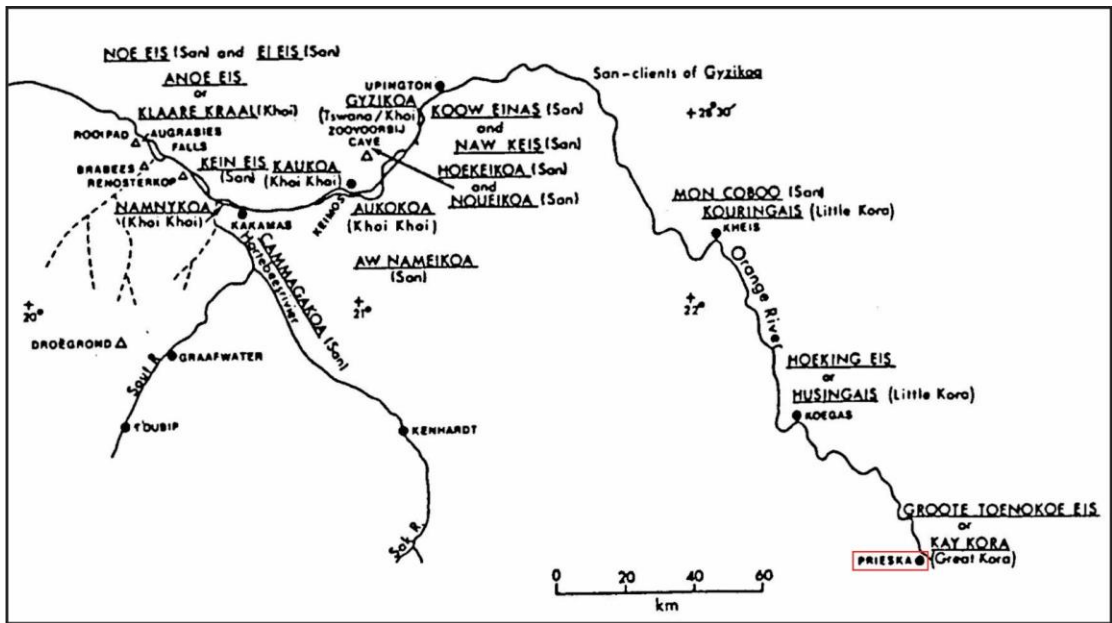 NOE EIS (San) and EI EIS (San)
ANOE EIS
or
KLAARE KRAAL (Khoi)
ROOIPAD
AUGRABIES
FALLS
BRABEES
RENOSTERKOP
KEIN EIS
(San)
NAMNYKOA
(Khoi Khoi)
KAKAMAS
KAUKOA
(Khoi Khoi)
KEIMOS
UPINGTON
GYZIKOA
(Tswana/Khoi
ZOOVOORBIJ
CAVE
KOOW EINAS (San)
and
NAW KEIS (San)
HOEKEIKOA (San)
and
NOUEIKOA (San)
AUKOKOA
(Khoi Khoi)
AW NAMEIKOA
(San)
CAMMAGAKOA (San)
Hartebeesrivier
San-clients of Gyzikoa
+ 28°30′
MON COBOO (San)
KOURINGAIS (Little Kora)
KHEIS
Orange River
+
20°
+
21°
+
22°
DROËGROND
GRAAFWATER
Sout R.
T'OUBIP
KENHARDT
Sak R.
HOEKING EIS
or
HUSINGAIS (Little Kora)
KOEGAS
GROOTE TOENOKOE EIS
or
KAY KORA
(Great Kora)
PRIESKA
0 20 40 60
km